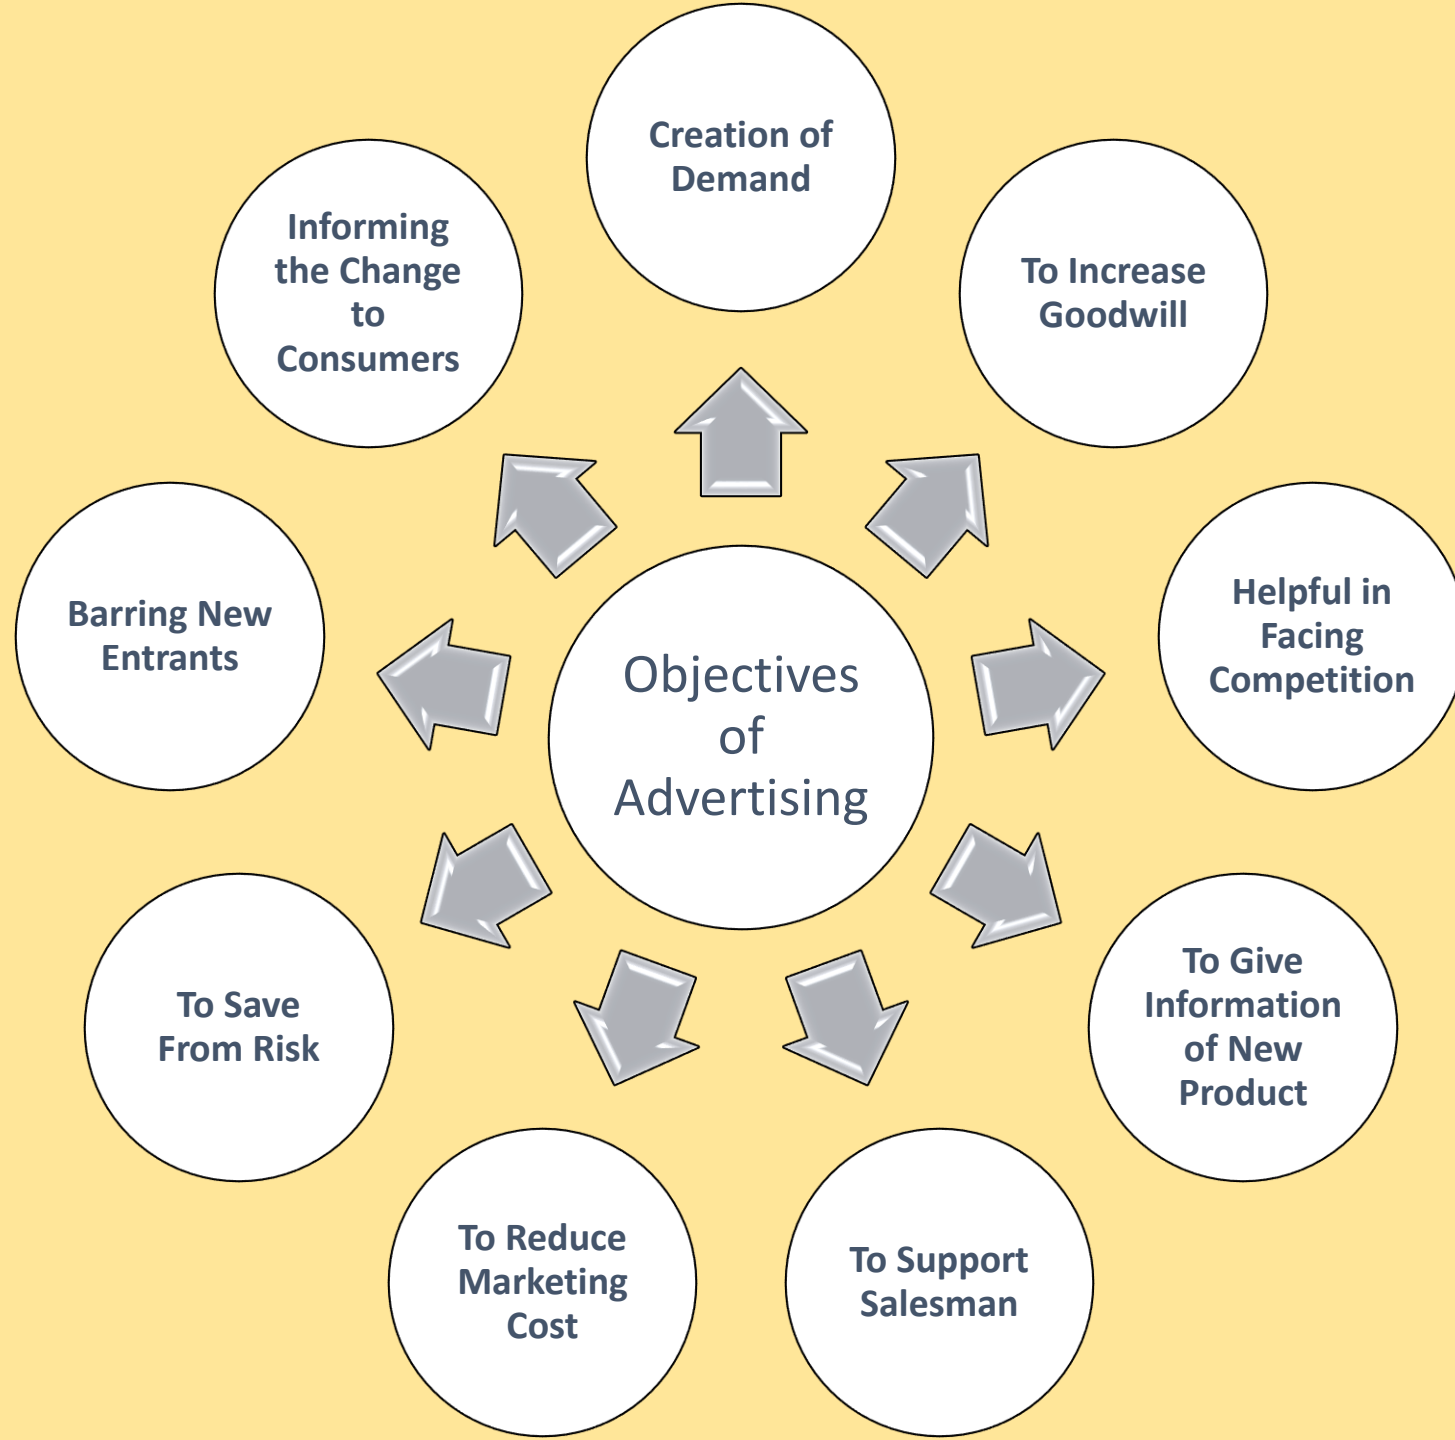 Creation of
Demand
To Increase
Goodwill
Helpful in
Facing
Competition
To Give
Information
of New
Product
To Support
Salesman
To Reduce
Marketing
Cost
To Save
From Risk
Barring New
Entrants
Informing
the Change
to
Consumers
Objectives
of
Advertising